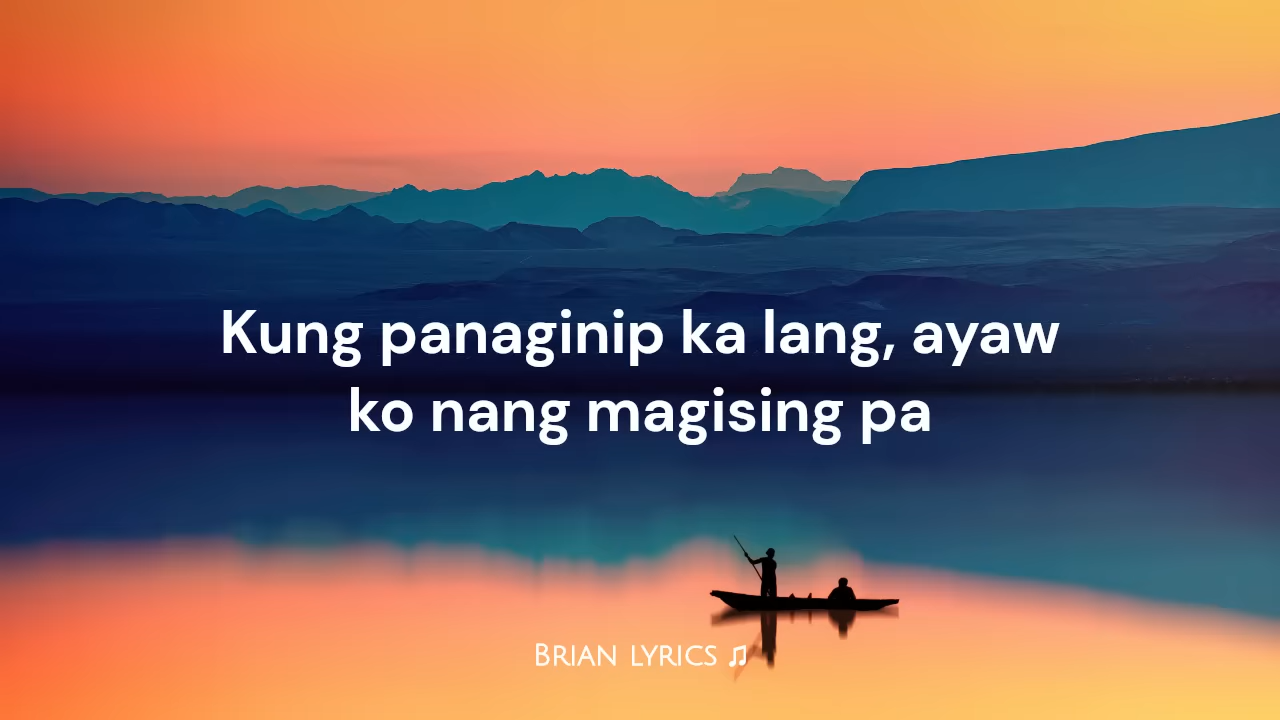 Kung panaginip ka lang, ayaw
ko nang magising pa
BRIAN LYRICS ♫